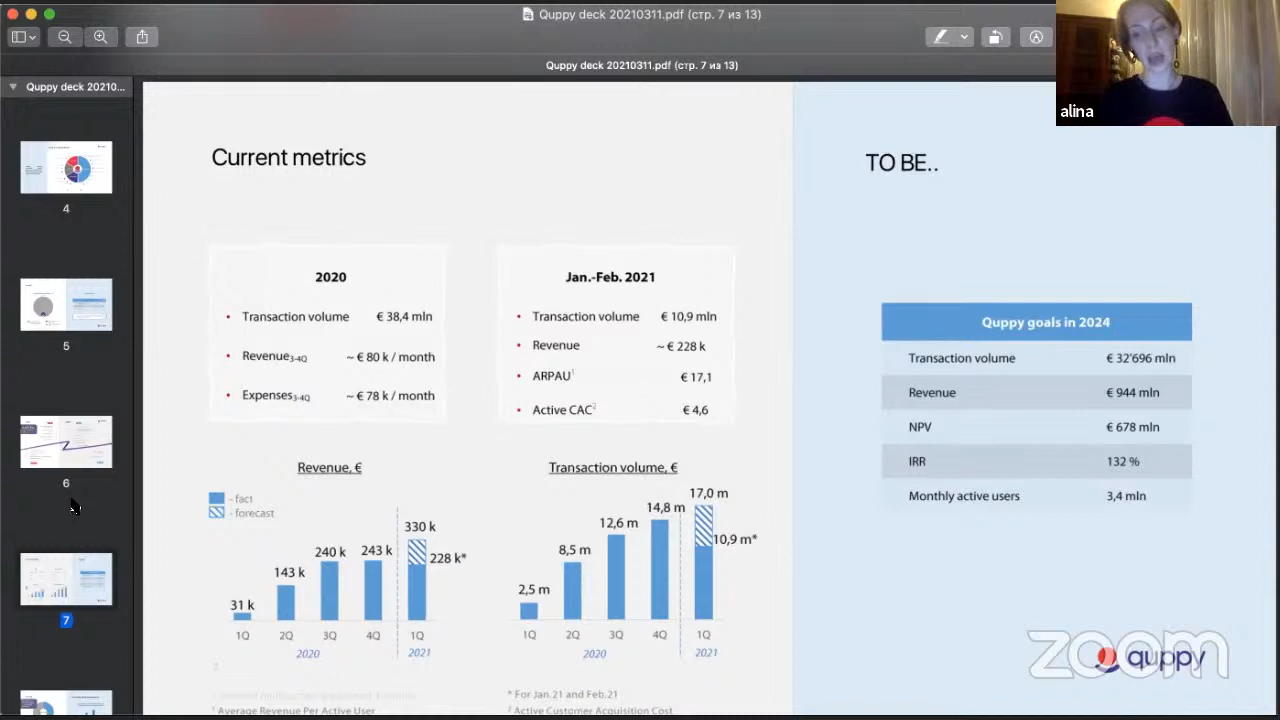 Quppy deck 20210311.pdf (стр. 7 из 13)
Quppy deck 20210311.pdf (стр. 7 из 13)
Quppy deck 20210...
alina
4
5
6
7
Current metrics
2020
• Transaction volume € 38,4 mln
• Revenue3-4Q ~ € 80 k / month
• Expenses3-4Q ~ € 78 k / month
Jan.-Feb. 2021
• Transaction volume € 10,9 mln
• Revenue ~ € 228 k
• ARPAU1 € 17,1
• Active CAC2 € 4,6
Revenue, €
- fact
- forecast
31 k
143 k
240 k
243 k
330 k
228 k*
1Q 2Q 3Q 4Q 1Q
2020 2021
Transaction volume, €
2,5 m
8,5 m
12,6 m
14,8 m
17,0 m
10,9 m*
1Q 2Q 3Q 4Q 1Q
2020 2021
* For Jan.21 and Feb.21
1 Average Revenue Per Active User
2 Active Customer Acquisition Cost
TO BE..
Quppy goals in 2024
Transaction volume € 32'696 mln
Revenue € 944 mln
NPV € 678 mln
IRR 132 %
Monthly active users 3,4 mln
quppy
zoom